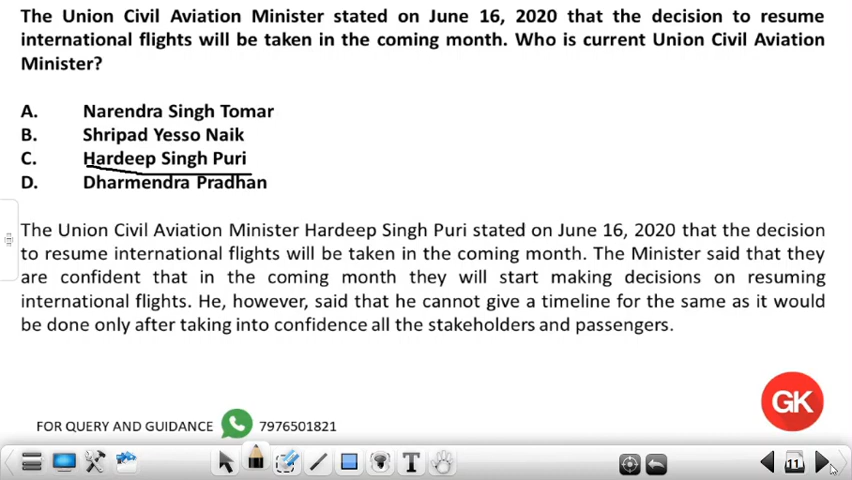 The Union Civil Aviation Minister stated on June 16, 2020 that the decision to resume
international flights will be taken in the coming month. Who is current Union Civil Aviation
Minister?
A. Narendra Singh Tomar
B. Shripad Yesso Naik
C. Hardeep Singh Puri
D. Dharmendra Pradhan
The Union Civil Aviation Minister Hardeep Singh Puri stated on June 16, 2020 that the decision
to resume international flights will be taken in the coming month. The Minister said that they
are confident that in the coming month they will start making decisions on resuming
international flights. He, however, said that he cannot give a timeline for the same as it would
be done only after taking into confidence all the stakeholders and passengers.
GK
FOR QUERY AND GUIDANCE 7976501821
T
11